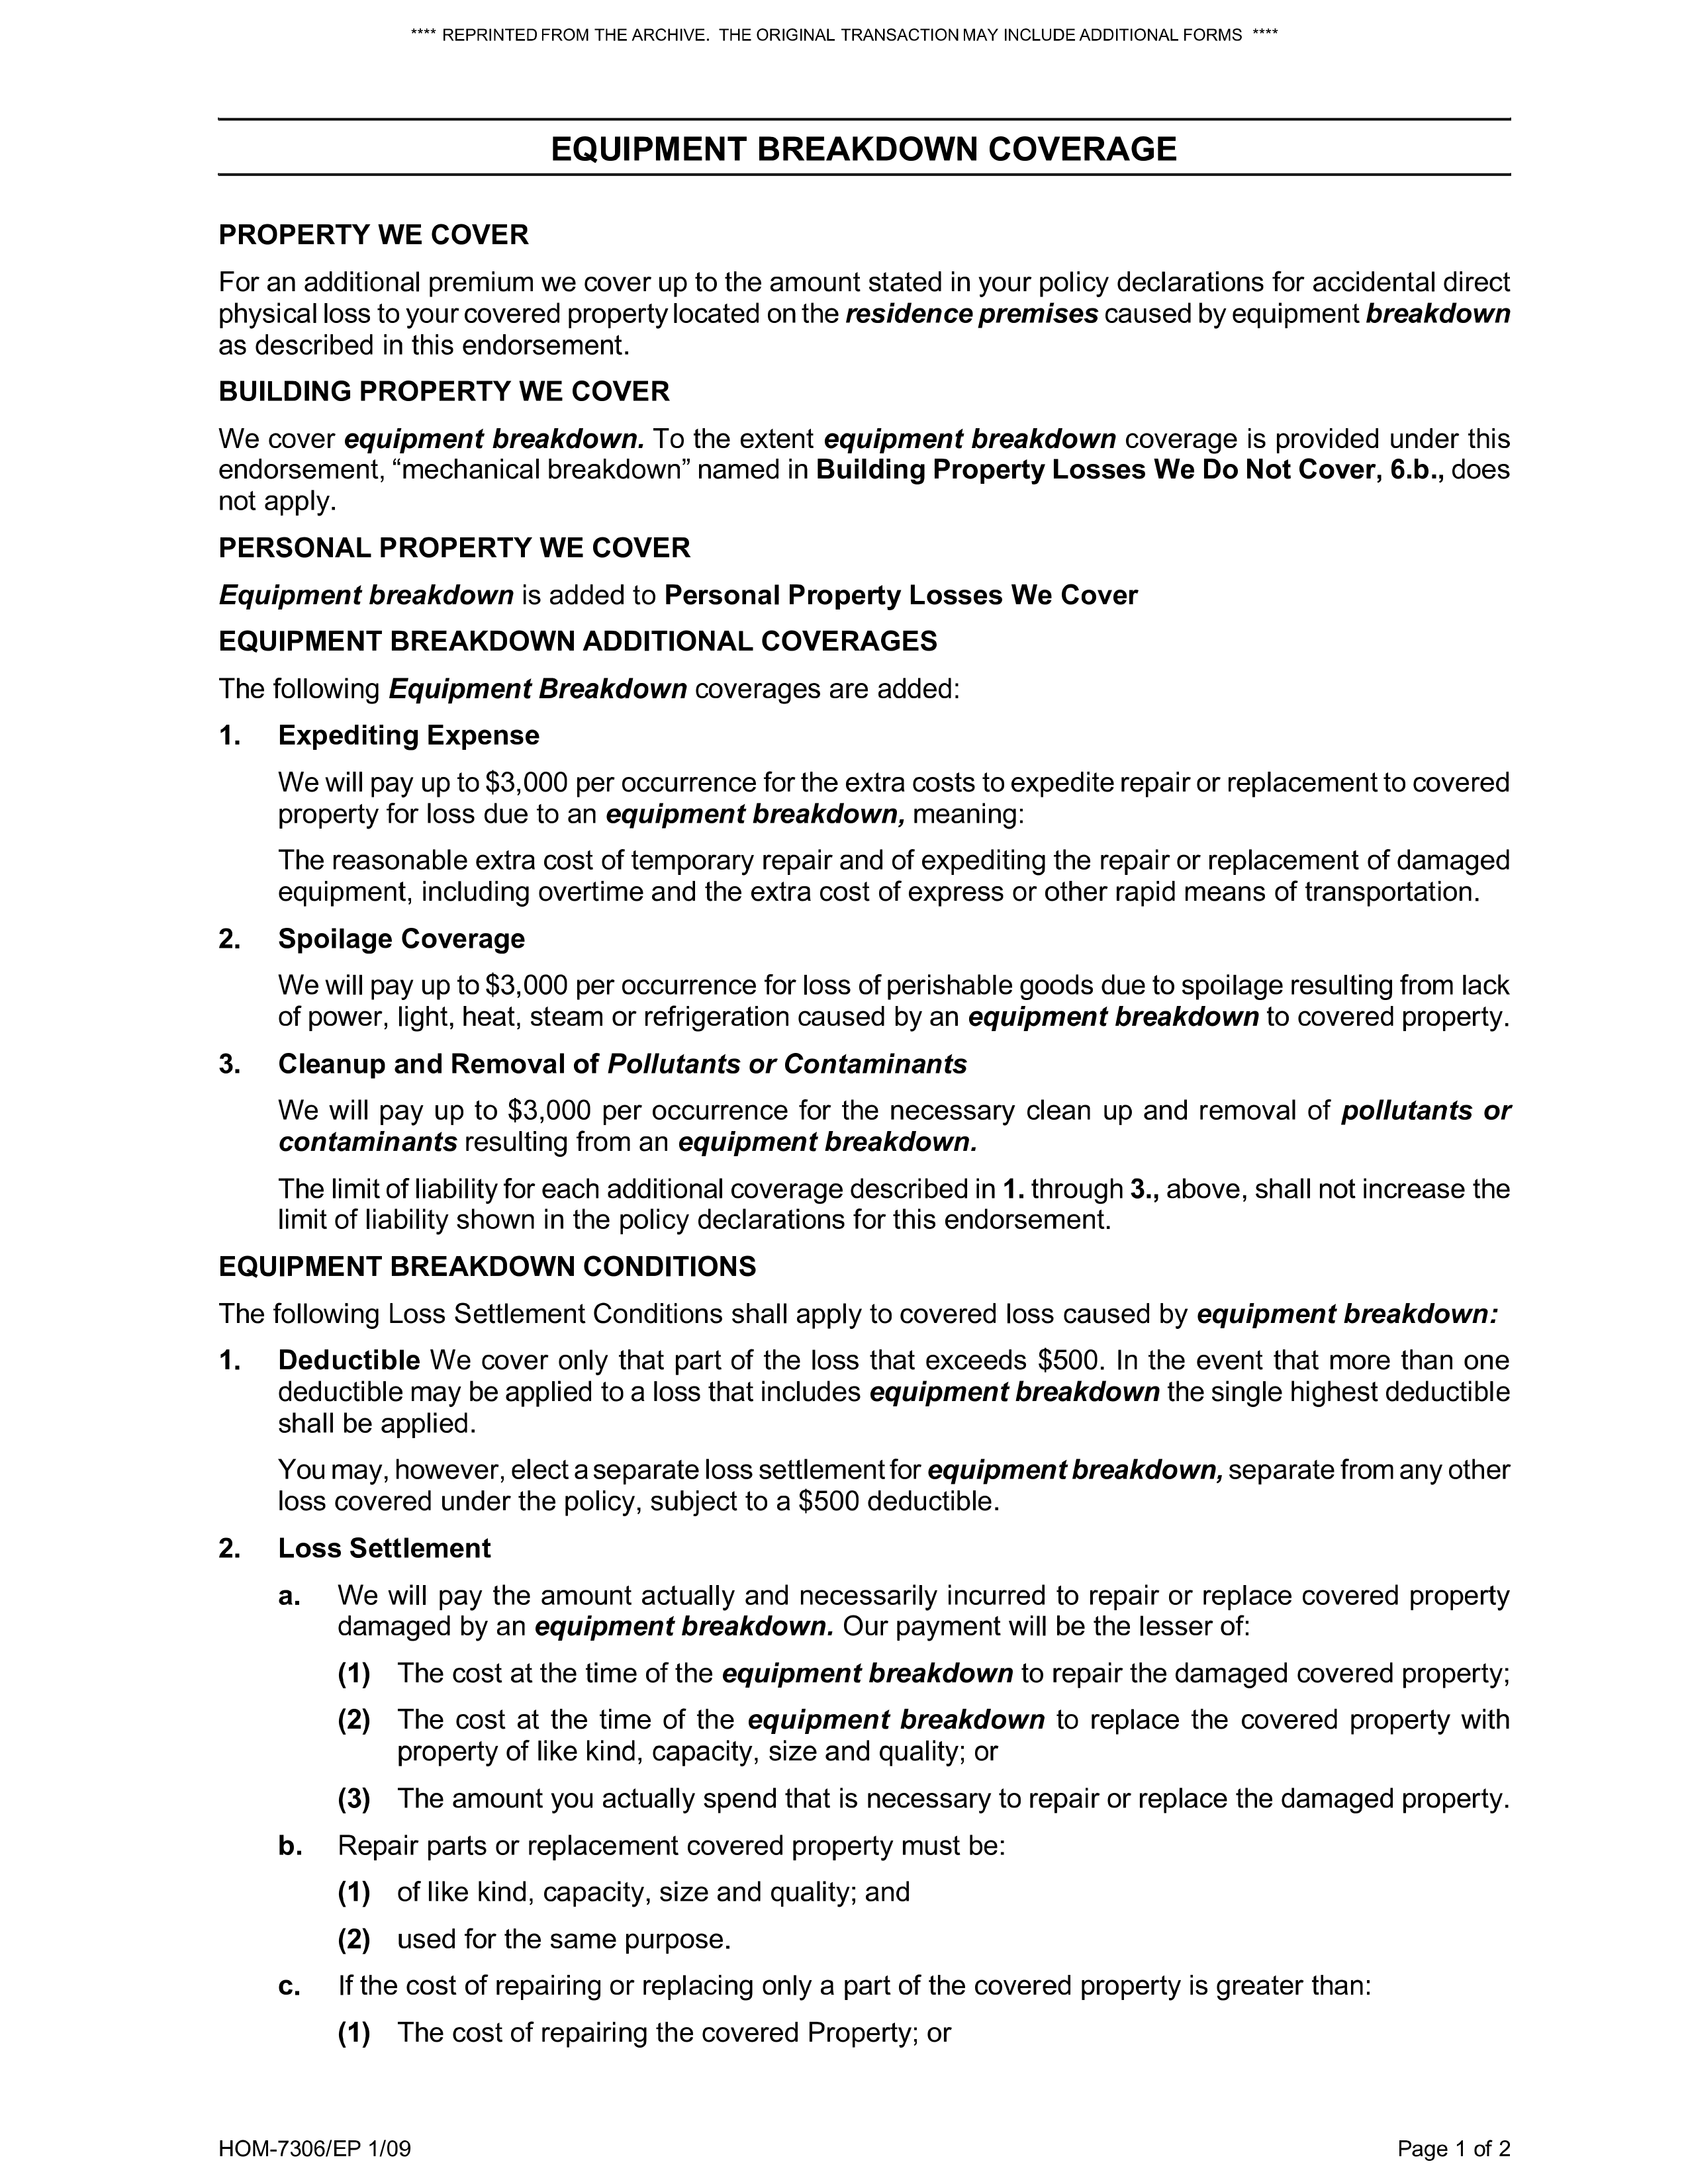 **** REPRINTED FROM THE ARCHIVE. THE ORIGINAL TRANSACTION MAY INCLUDE ADDITIONAL FORMS ****
EQUIPMENT BREAKDOWN COVERAGE
PROPERTY WE COVER
For an additional premium we cover up to the amount stated in your policy declarations for accidental direct
physical loss to your covered property located on the residence premises caused by equipment breakdown
as described in this endorsement.
BUILDING PROPERTY WE COVER
We cover equipment breakdown. To the extent equipment breakdown coverage is provided under this
endorsement, “mechanical breakdown” named in Building Property Losses We Do Not Cover, 6.b., does
not apply.
PERSONAL PROPERTY WE COVER
Equipment breakdown is added to Personal Property Losses We Cover
EQUIPMENT BREAKDOWN ADDITIONAL COVERAGES
The following Equipment Breakdown coverages are added:
1. Expediting Expense
We will pay up to $3,000 per occurrence for the extra costs to expedite repair or replacement to covered
property for loss due to an equipment breakdown, meaning:
The reasonable extra cost of temporary repair and of expediting the repair or replacement of damaged
equipment, including overtime and the extra cost of express or other rapid means of transportation.
2. Spoilage Coverage
We will pay up to $3,000 per occurrence for loss of perishable goods due to spoilage resulting from lack
of power, light, heat, steam or refrigeration caused by an equipment breakdown to covered property.
3. Cleanup and Removal of Pollutants or Contaminants
We will pay up to $3,000 per occurrence for the necessary clean up and removal of pollutants or
contaminants resulting from an equipment breakdown.
The limit of liability for each additional coverage described in 1. through 3., above, shall not increase the
limit of liability shown in the policy declarations for this endorsement.
EQUIPMENT BREAKDOWN CONDITIONS
The following Loss Settlement Conditions shall apply to covered loss caused by equipment breakdown:
1. Deductible We cover only that part of the loss that exceeds $500. In the event that more than one
deductible may be applied to a loss that includes equipment breakdown the single highest deductible
shall be applied.
You may, however, elect a separate loss settlement for equipment breakdown, separate from any other
loss covered under the policy, subject to a $500 deductible.
2. Loss Settlement
a. We will pay the amount actually and necessarily incurred to repair or replace covered property
damaged by an equipment breakdown. Our payment will be the lesser of:
(1) The cost at the time of the equipment breakdown to repair the damaged covered property;
(2) The cost at the time of the equipment breakdown to replace the covered property with
property of like kind, capacity, size and quality; or
(3) The amount you actually spend that is necessary to repair or replace the damaged property.
b. Repair parts or replacement covered property must be:
(1) of like kind, capacity, size and quality; and
(2) used for the same purpose.
c. If the cost of repairing or replacing only a part of the covered property is greater than:
(1) The cost of repairing the covered Property; or
HOM-7306/EP 1/09 Page 1 of 2